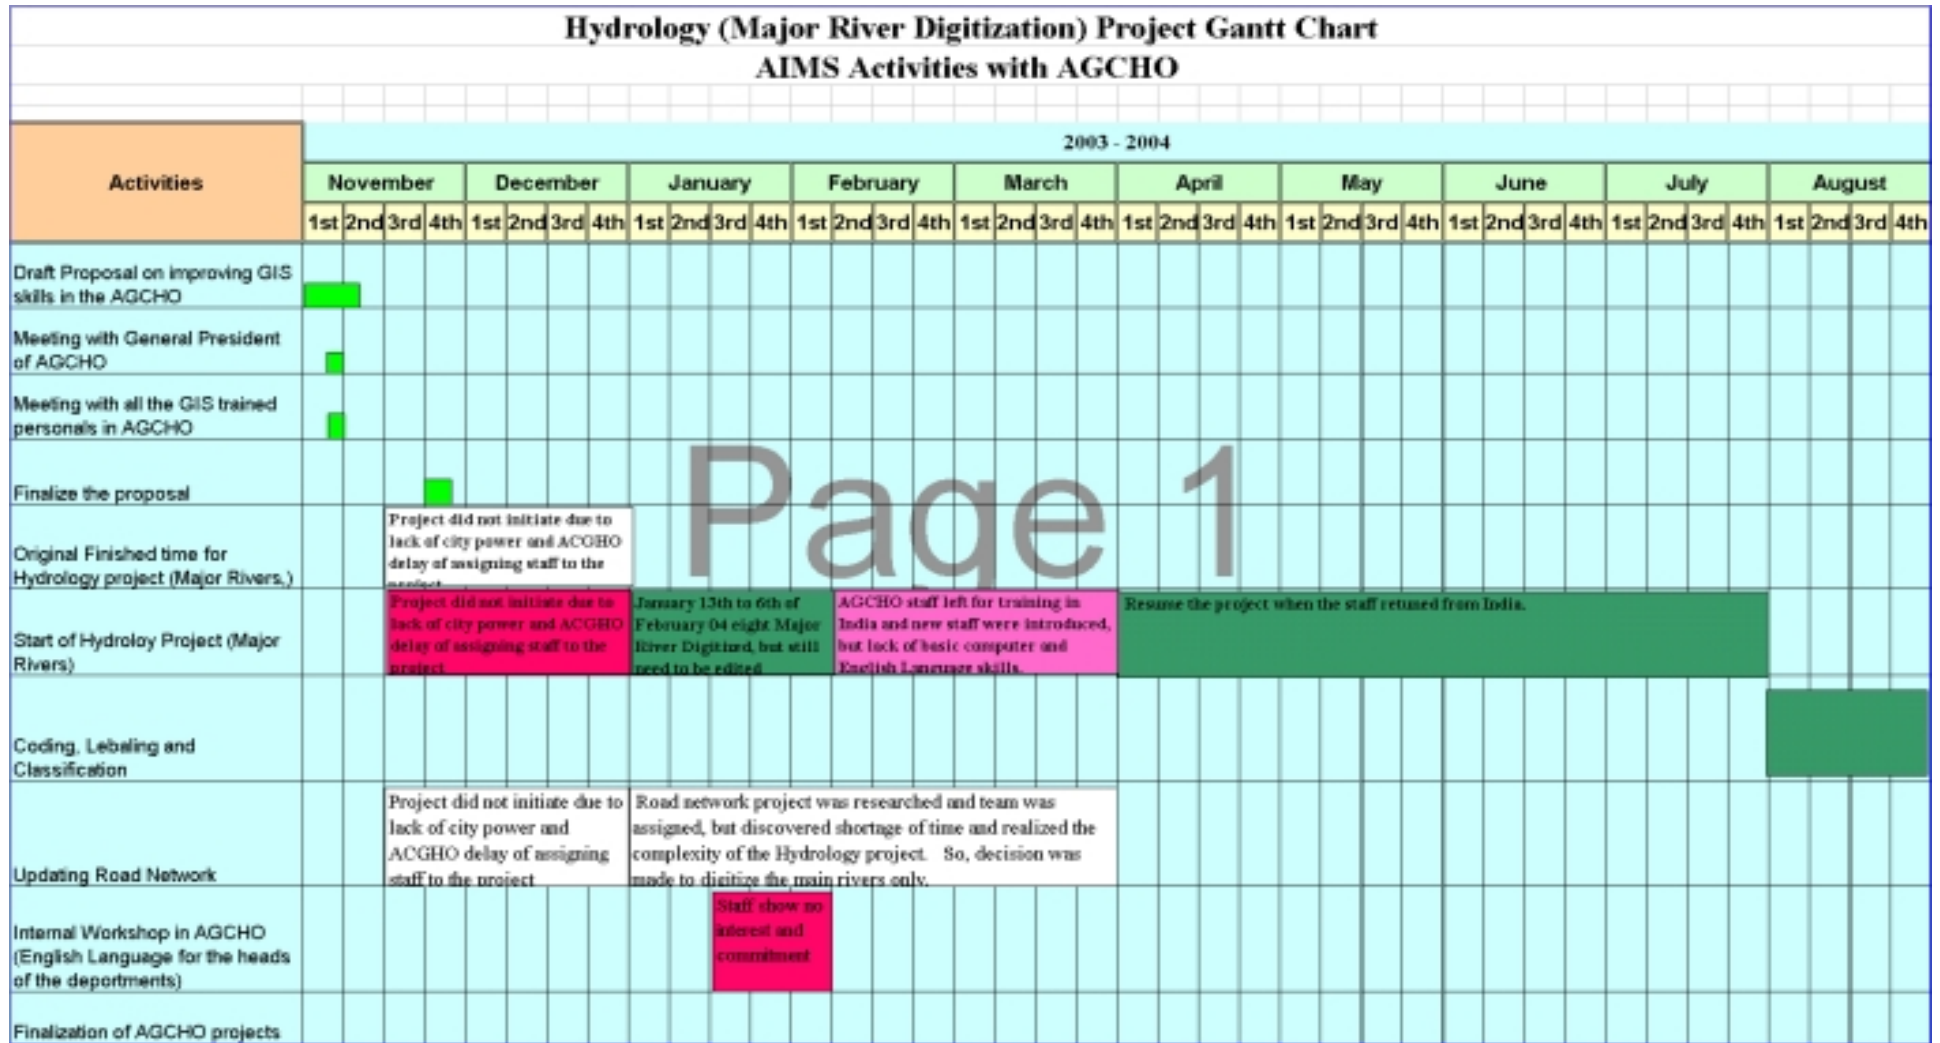 Hydrology (Major River Digitization) Project Gantt Chart
AIMS Activities with AGCHO
2003 - 2004
Activities
November December January February March April May June July August
1st 2nd 3rd 4th 1st 2nd 3rd 4th 1st 2nd 3rd 4th 1st 2nd 3rd 4th 1st 2nd 3rd 4th 1st 2nd 3rd 4th 1st 2nd 3rd 4th 1st 2nd 3rd 4th 1st 2nd 3rd 4th 1st 2nd 3rd 4th
Draft Proposal on improving GIS
skills in the AGCHO
Meeting with General President
of AGCHO
Meeting with all the GIS trained
personals in AGCHO
Page 1
Finalize the proposal
Original Finished time for
Hydrology project (Major Rivers,)
Project did not initiate due to
lack of city power and ACGHO
delay of assigning staff to the
project
Start of Hydroloy Project (Major
Rivers)
Project did not initiate due to
lack of city power and ACGHO
delay of assigning staff to the
project
January 13th to 6th of
February 04 eight Major
River Digitized, but still
need to be edited
AGCHO staff left for training in
India and new staff were introduced,
but lack of basic computer and
English Language skills.
Resume the project when the staff retuned from India.
Coding, Lebaling and
Classification
Updating Road Network
Project did not initiate due to
lack of city power and
ACGHO delay of assigning
staff to the project
Road network project was researched and team was
assigned, but discovered shortage of time and realized the
complexity of the Hydrology project. So, decision was
made to digitize the main rivers only.
Internal Workshop in AGCHO
(English Language for the heads
of the deportments)
Staff show no
interest and
commitment
Finalization of AGCHO projects